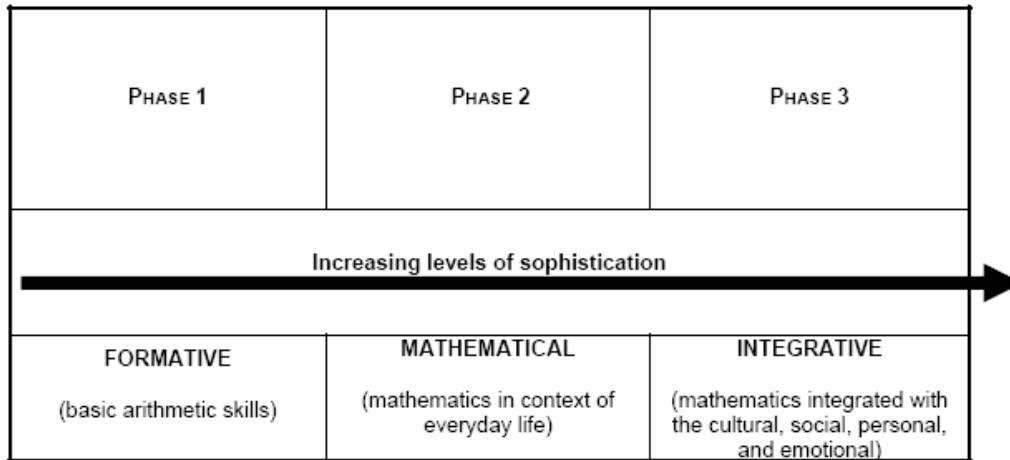 PHASE 1
PHASE 2
PHASE 3
Increasing levels of sophistication
FORMATIVE
(basic arithmetic skills)
MATHEMATICAL
(mathematics in context of
everyday life)
INTEGRATIVE
(mathematics integrated with
the cultural, social, personal,
and emotional)